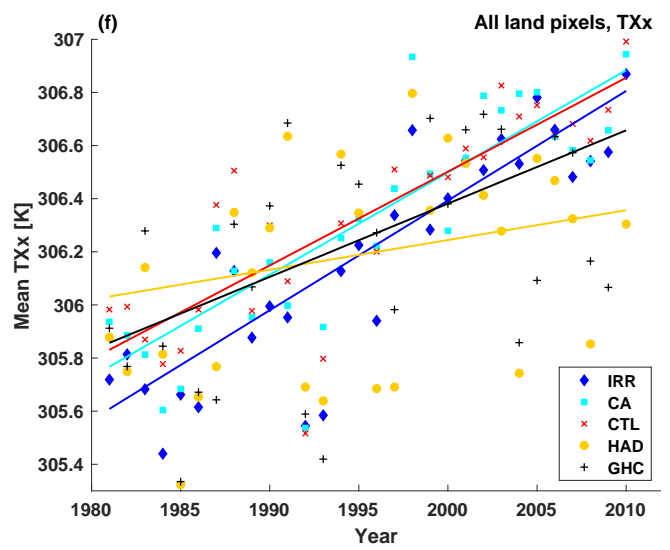 (f)
All land pixels, TXx
Mean TXx [K]
307
306.8
306.6
306.4
306.2
306
305.8
305.6
305.4
1980
1985
1990
1995
2000
2005
2010
Year
IRR
CA
CTL
HAD
GHC